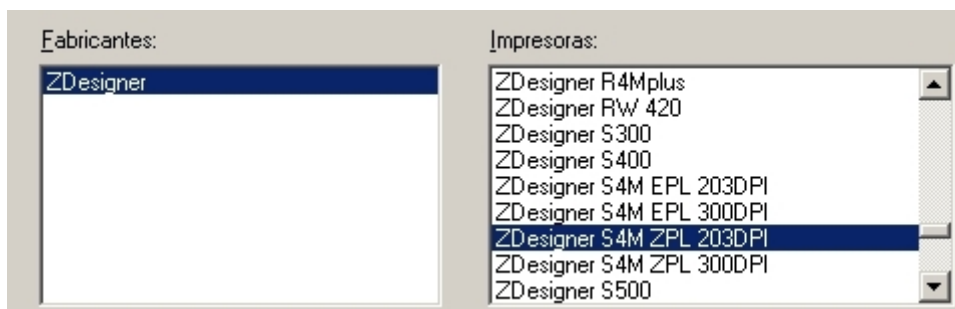 Fabricantes:
ZDesigner
Impresoras:
ZDesigner R4Mplus
ZDesigner RW 420
ZDesigner S300
ZDesigner S400
ZDesigner S4M EPL 203DPI
ZDesigner S4M EPL 300DPI
ZDesigner S4M ZPL 203DPI
ZDesigner S4M ZPL 300DPI
ZDesigner S500